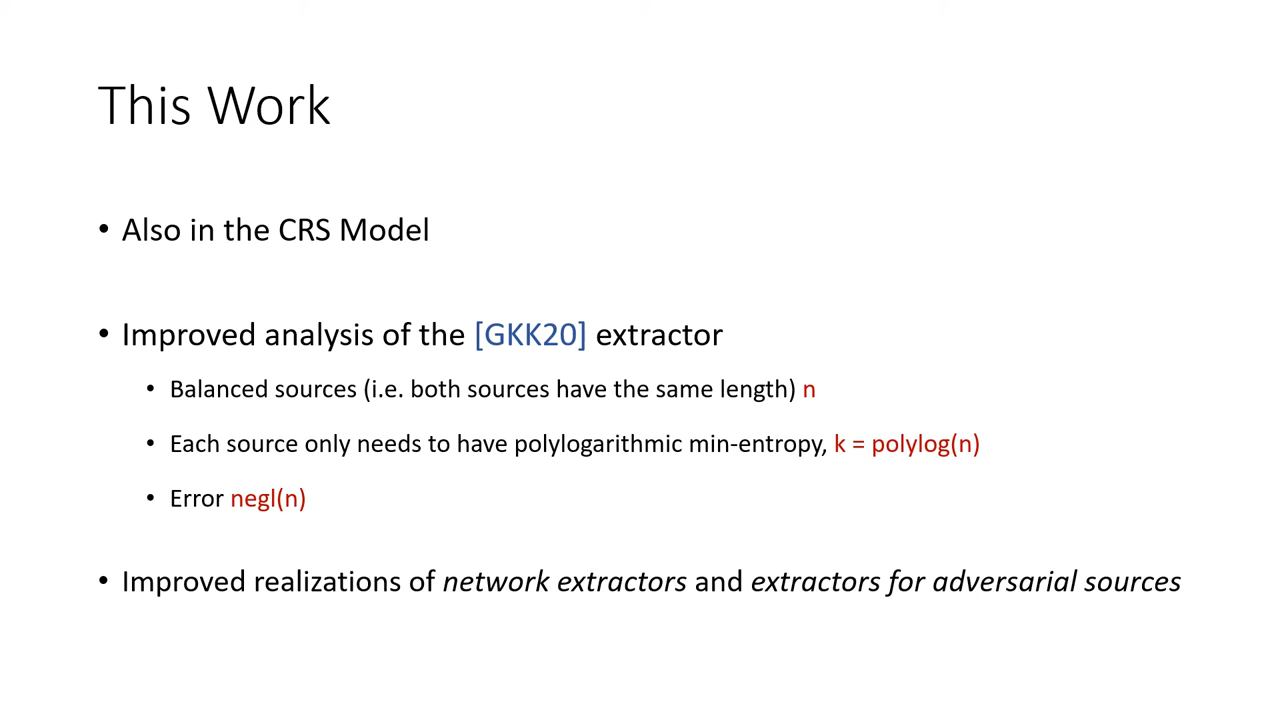 This Work
• Also in the CRS Model
• Improved analysis of the [GKK20] extractor
• Balanced sources (i.e. both sources have the same length) n
• Each source only needs to have polylogarithmic min-entropy, k = polylog(n)
• Error negl(n)
• Improved realizations of network extractors and extractors for adversarial sources